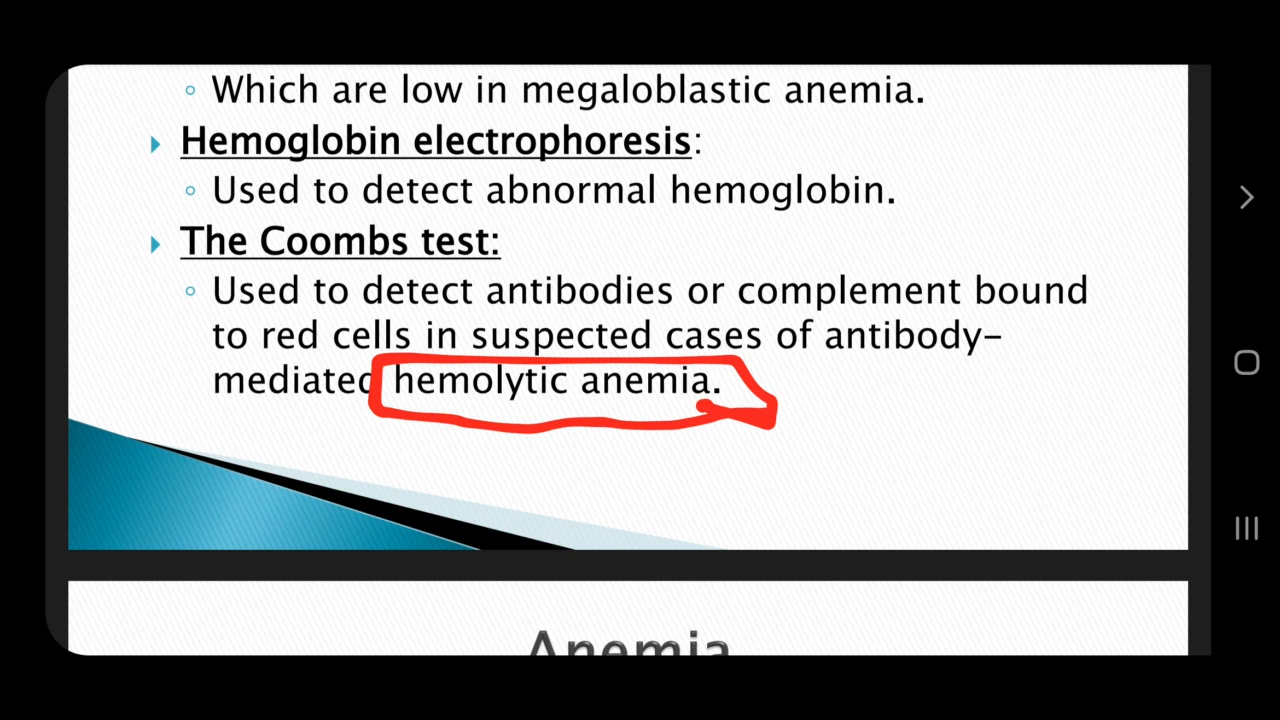 Which are low in megaloblastic anemia.
Hemoglobin electrophoresis:
Used to detect abnormal hemoglobin.
The Coombs test:
Used to detect antibodies or complement bound
to red cells in suspected cases of antibody-
mediated hemolytic anemia.
Anemia